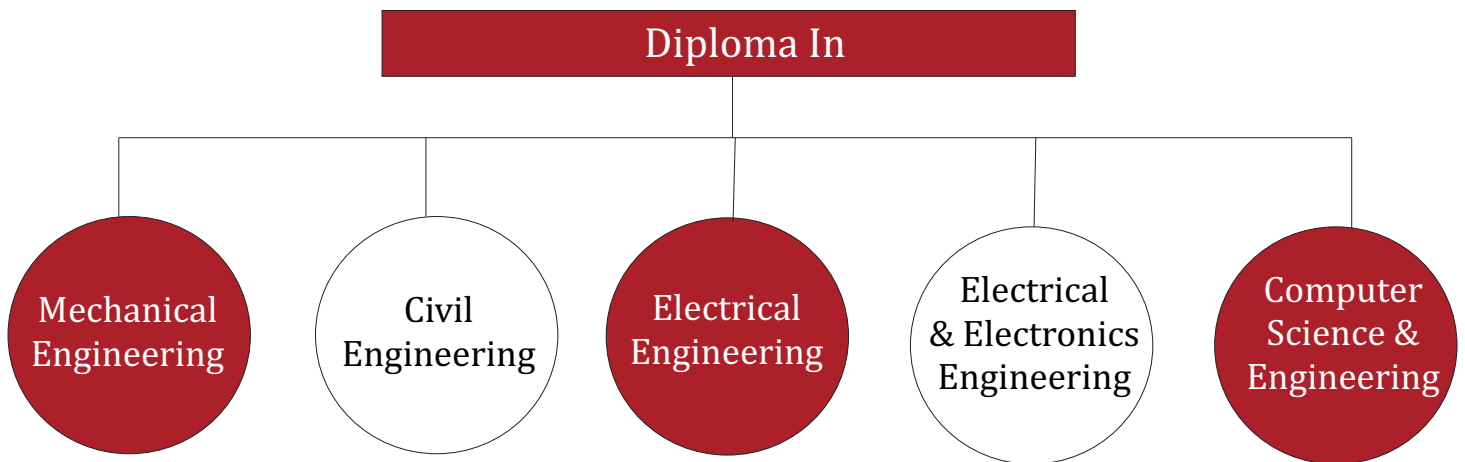 Diploma In
Mechanical
Engineering
Civil
Engineering
Electrical
Engineering
Electrical
& Electronics
Engineering
Computer
Science &
Engineering